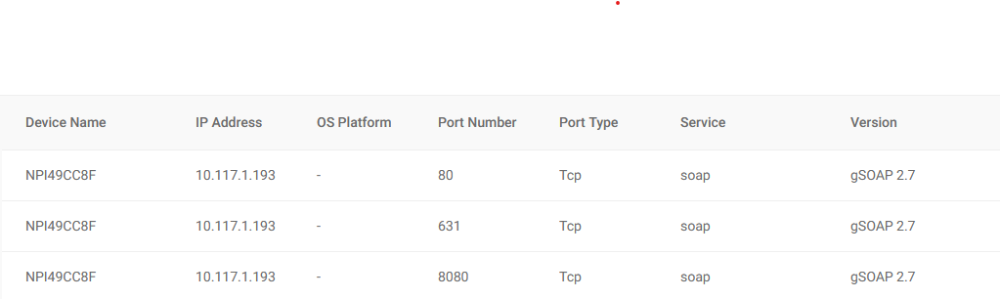 Device Name IP Address OS Platform Port Number Port Type Service Version
NPI49CC8F 10.117.1.193 - 80 Tcp soap gSOAP 2.7
NPI49CC8F 10.117.1.193 - 631 Tcp soap gSOAP 2.7
NPI49CC8F 10.117.1.193 - 8080 Tcp soap gSOAP 2.7